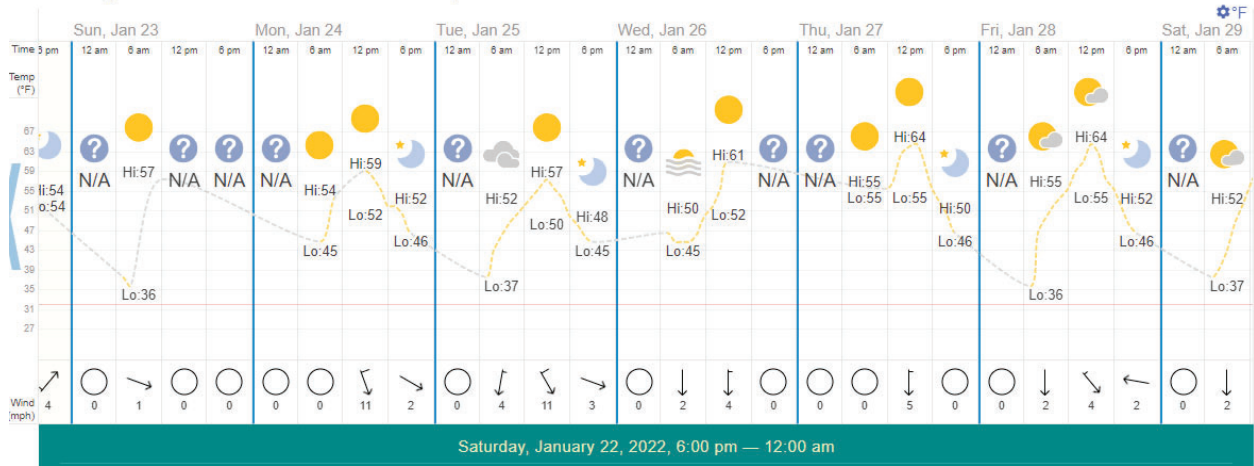 °F
Sun, Jan 23 Mon, Jan 24 Tue, Jan 25 Wed, Jan 26 Thu, Jan 27 Fri, Jan 28 Sat, Jan 29
Time 6 pm 12 am 6 am 12 pm 6 pm 12 am 6 am 12 pm 6 pm 12 am 6 am 12 pm 6 pm 12 am 6 am 12 pm 6 pm 12 am 6 am 12 pm 6 pm 12 am 6 am 12 pm 6 pm 12 am 6 am
Temp
(°F)
67
63
59
55
51
47
43
39
35
31
27
Hi:54
Lo:54
? N/A
Hi:57
Lo:36
? N/A
? N/A
? N/A
Hi:54
Lo:45
Hi:59
Lo:52
Hi:52
Lo:46
? N/A
Hi:52
Lo:37
Hi:57
Lo:50
Hi:48
Lo:45
? N/A
Hi:50
Lo:45
Hi:61
Lo:52
? N/A
? N/A
Hi:55
Lo:55
Hi:64
Lo:55
Hi:50
Lo:46
? N/A
Hi:55
Lo:36
Hi:64
Lo:55
Hi:52
Lo:46
? N/A
Hi:52
Lo:37
Wind
(mph)
4 0 1 0 0 0 0 11 2 0 4 11 3 0 2 4 0 0 0 5 0 0 2 4 2 0 2
Saturday, January 22, 2022, 6:00 pm — 12:00 am